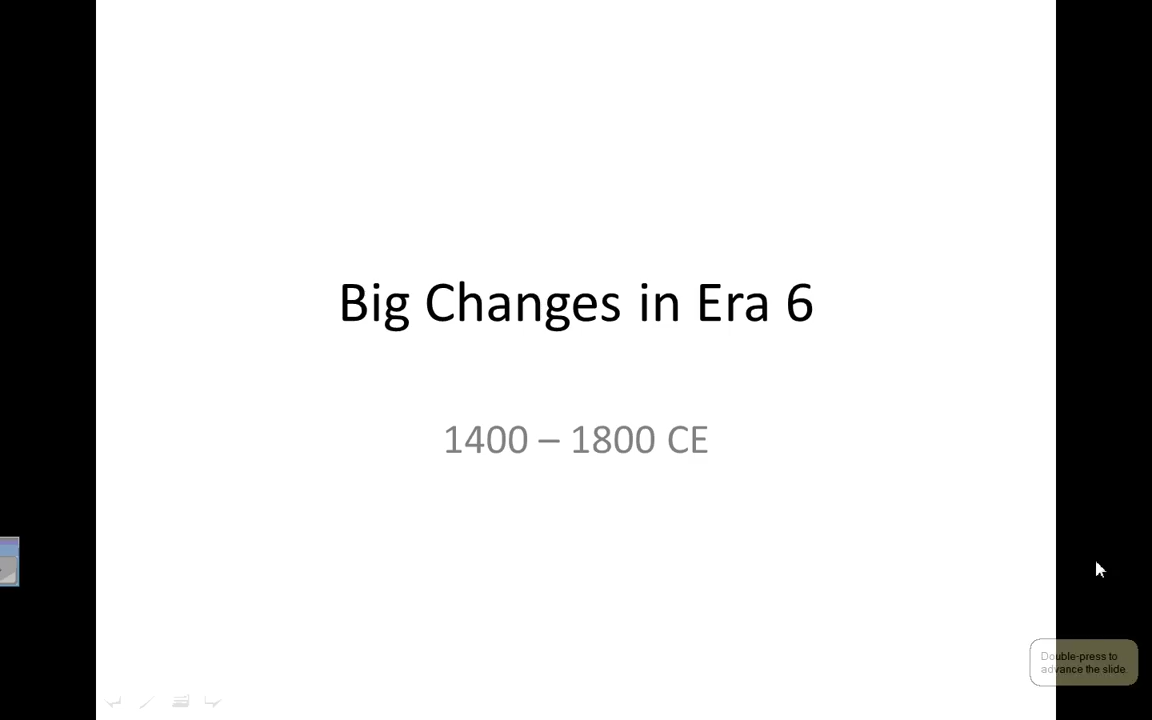 Big Changes in Era 6
1400 – 1800 CE
Double-press to
advance the slide.